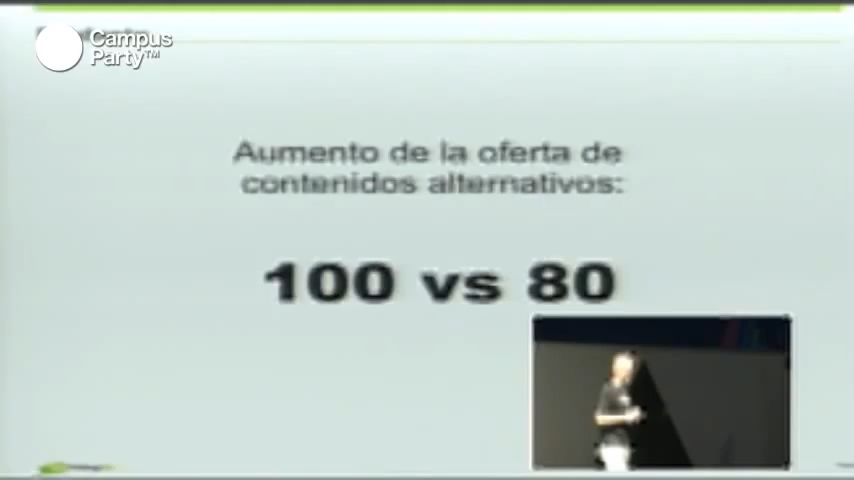 Campus
Party™
Aumento de la oferta de
contenidos alternativos:
100 vs 80